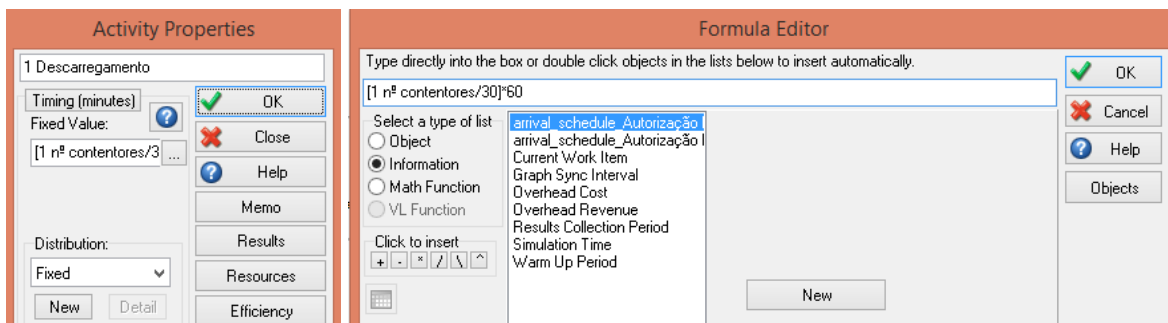 Activity Properties
1 Descarregamento
Timing (minutes)
Fixed Value:
[1 nº contentores/3
...
OK
Close
Help
Memo
Results
Resources
Efficiency
Distribution:
Fixed
New
Detail
Formula Editor
Type directly into the box or double click objects in the lists below to insert automatically.
[1 nº contentores/30]*60
Select a type of list
Object
Information
Math Function
VL Function
Click to insert
+ - * / \ ^
arrival_schedule_Autorização I
arrival_schedule_Autorização I
Current Work Item
Graph Sync Interval
Overhead Cost
Overhead Revenue
Results Collection Period
Simulation Time
Warm Up Period
New
OK
Cancel
Help
Objects